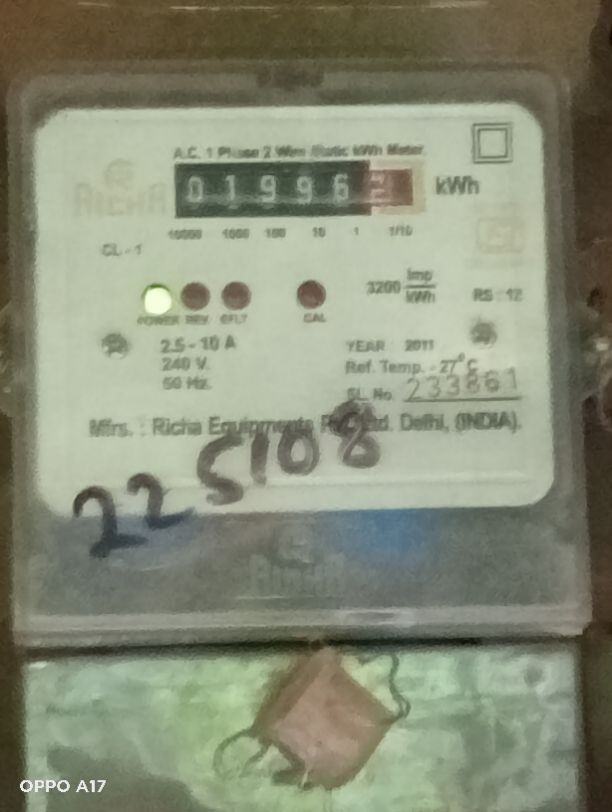 A.C. 1 Phase 2 Wire Static kWh Meter
RICHA
01996 kWh
10000 1000 100 10 1 1/10
CL - 1
3200 Imp/kWh
RS : 12
POWER REV E/LT CAL
2.5 - 10 A
240 V.
50 Hz.
YEAR : 2011
Ref. Temp. - 27°C
SL. No. 233861
Mfrs. : Richa Equipments Pvt. Ltd. Delhi, (INDIA).
225108
RICHA
OPPO A17